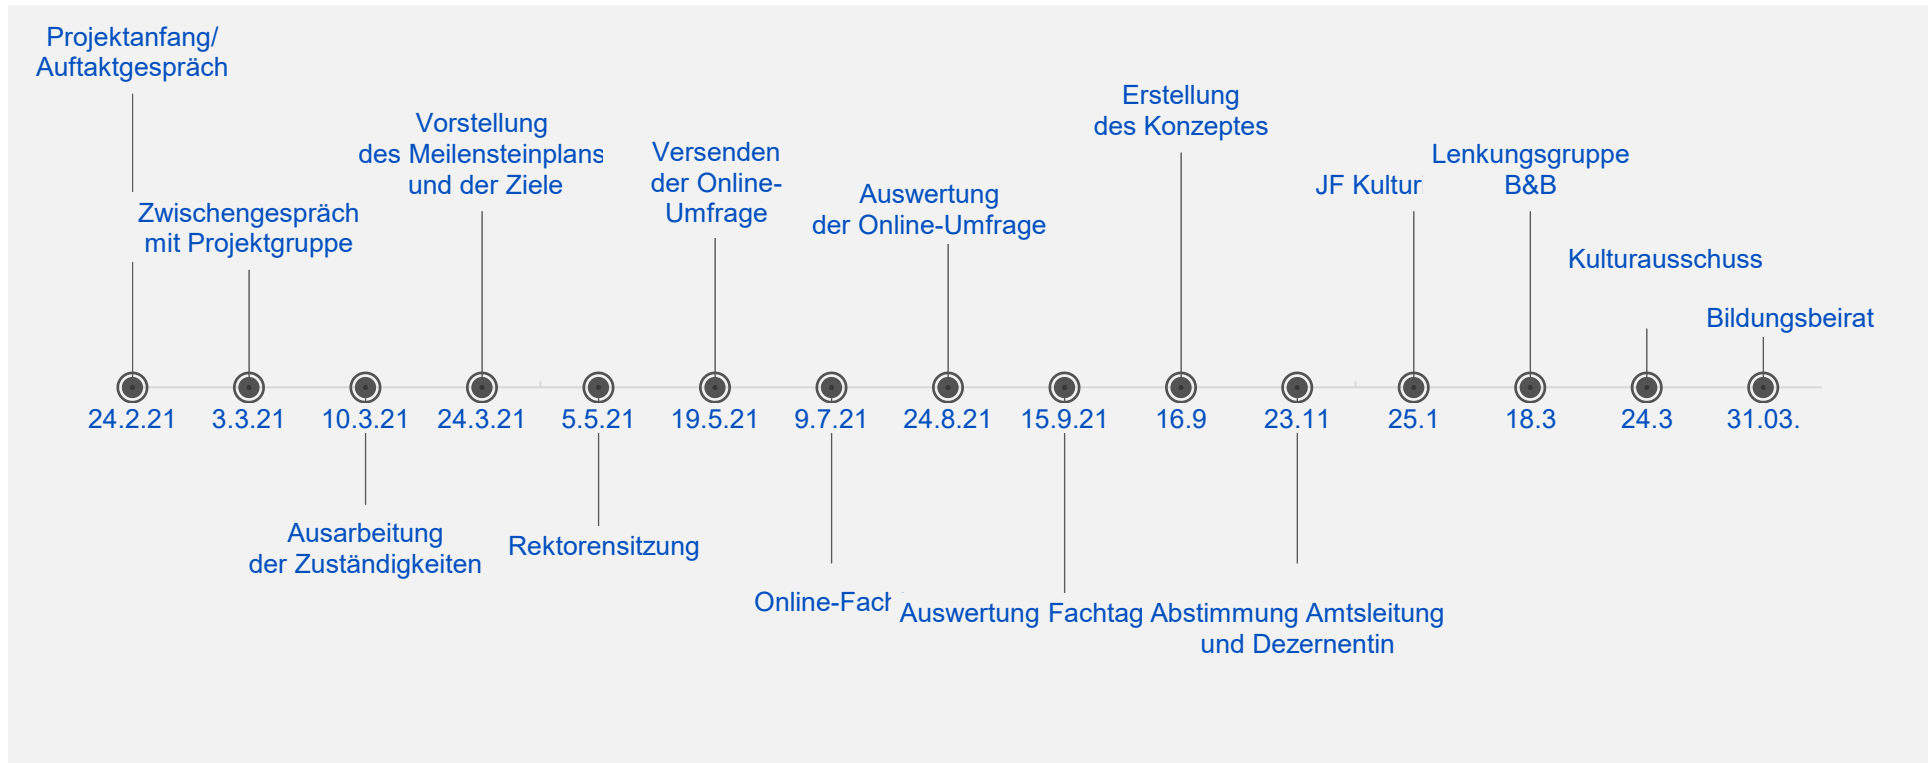 Projektanfang/
Auftaktgespräch
Zwischengespräch
mit Projektgruppe
Vorstellung
des Meilensteinplans
und der Ziele
Versenden
der Online-
Umfrage
Auswertung
der Online-Umfrage
Erstellung
des Konzeptes
JF Kultur
Lenkungsgruppe
B&B
Kulturausschuss
Bildungsbeirat
24.2.21 3.3.21 10.3.21 24.3.21 5.5.21 19.5.21 9.7.21 24.8.21 15.9.21 16.9 23.11 25.1 18.3 24.3 31.03.
Ausarbeitung
der Zuständigkeiten
Rektorensitzung
Online-Fach
Auswertung Fachtag
Abstimmung Amtsleitung
und Dezernentin